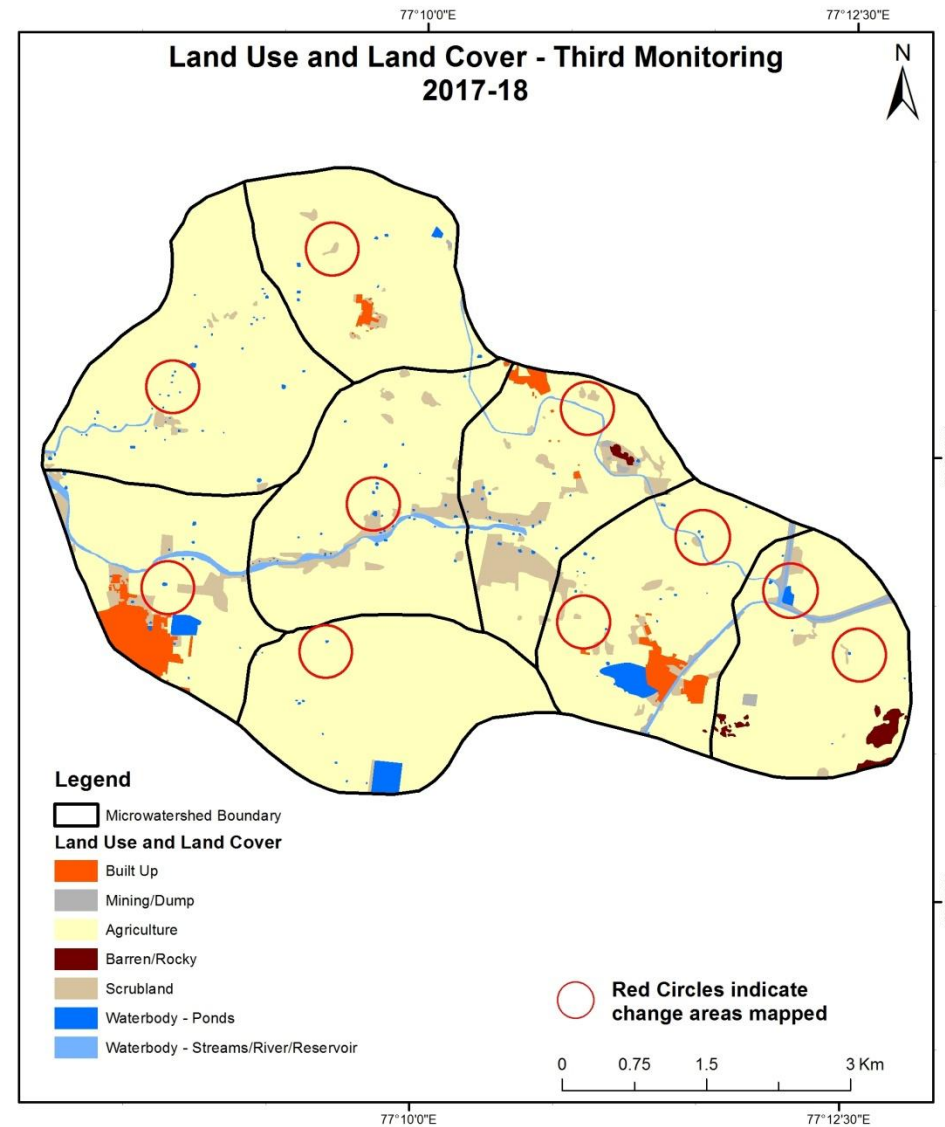 77°10'0"E
77°12'30"E
Land Use and Land Cover - Third Monitoring
2017-18
N
Legend
Microwatershed Boundary
Land Use and Land Cover
Built Up
Mining/Dump
Agriculture
Barren/Rocky
Scrubland
Waterbody - Ponds
Waterbody - Streams/River/Reservoir
Red Circles indicate
change areas mapped
0 0.75 1.5 3 Km
77°10'0"E
77°12'30"E